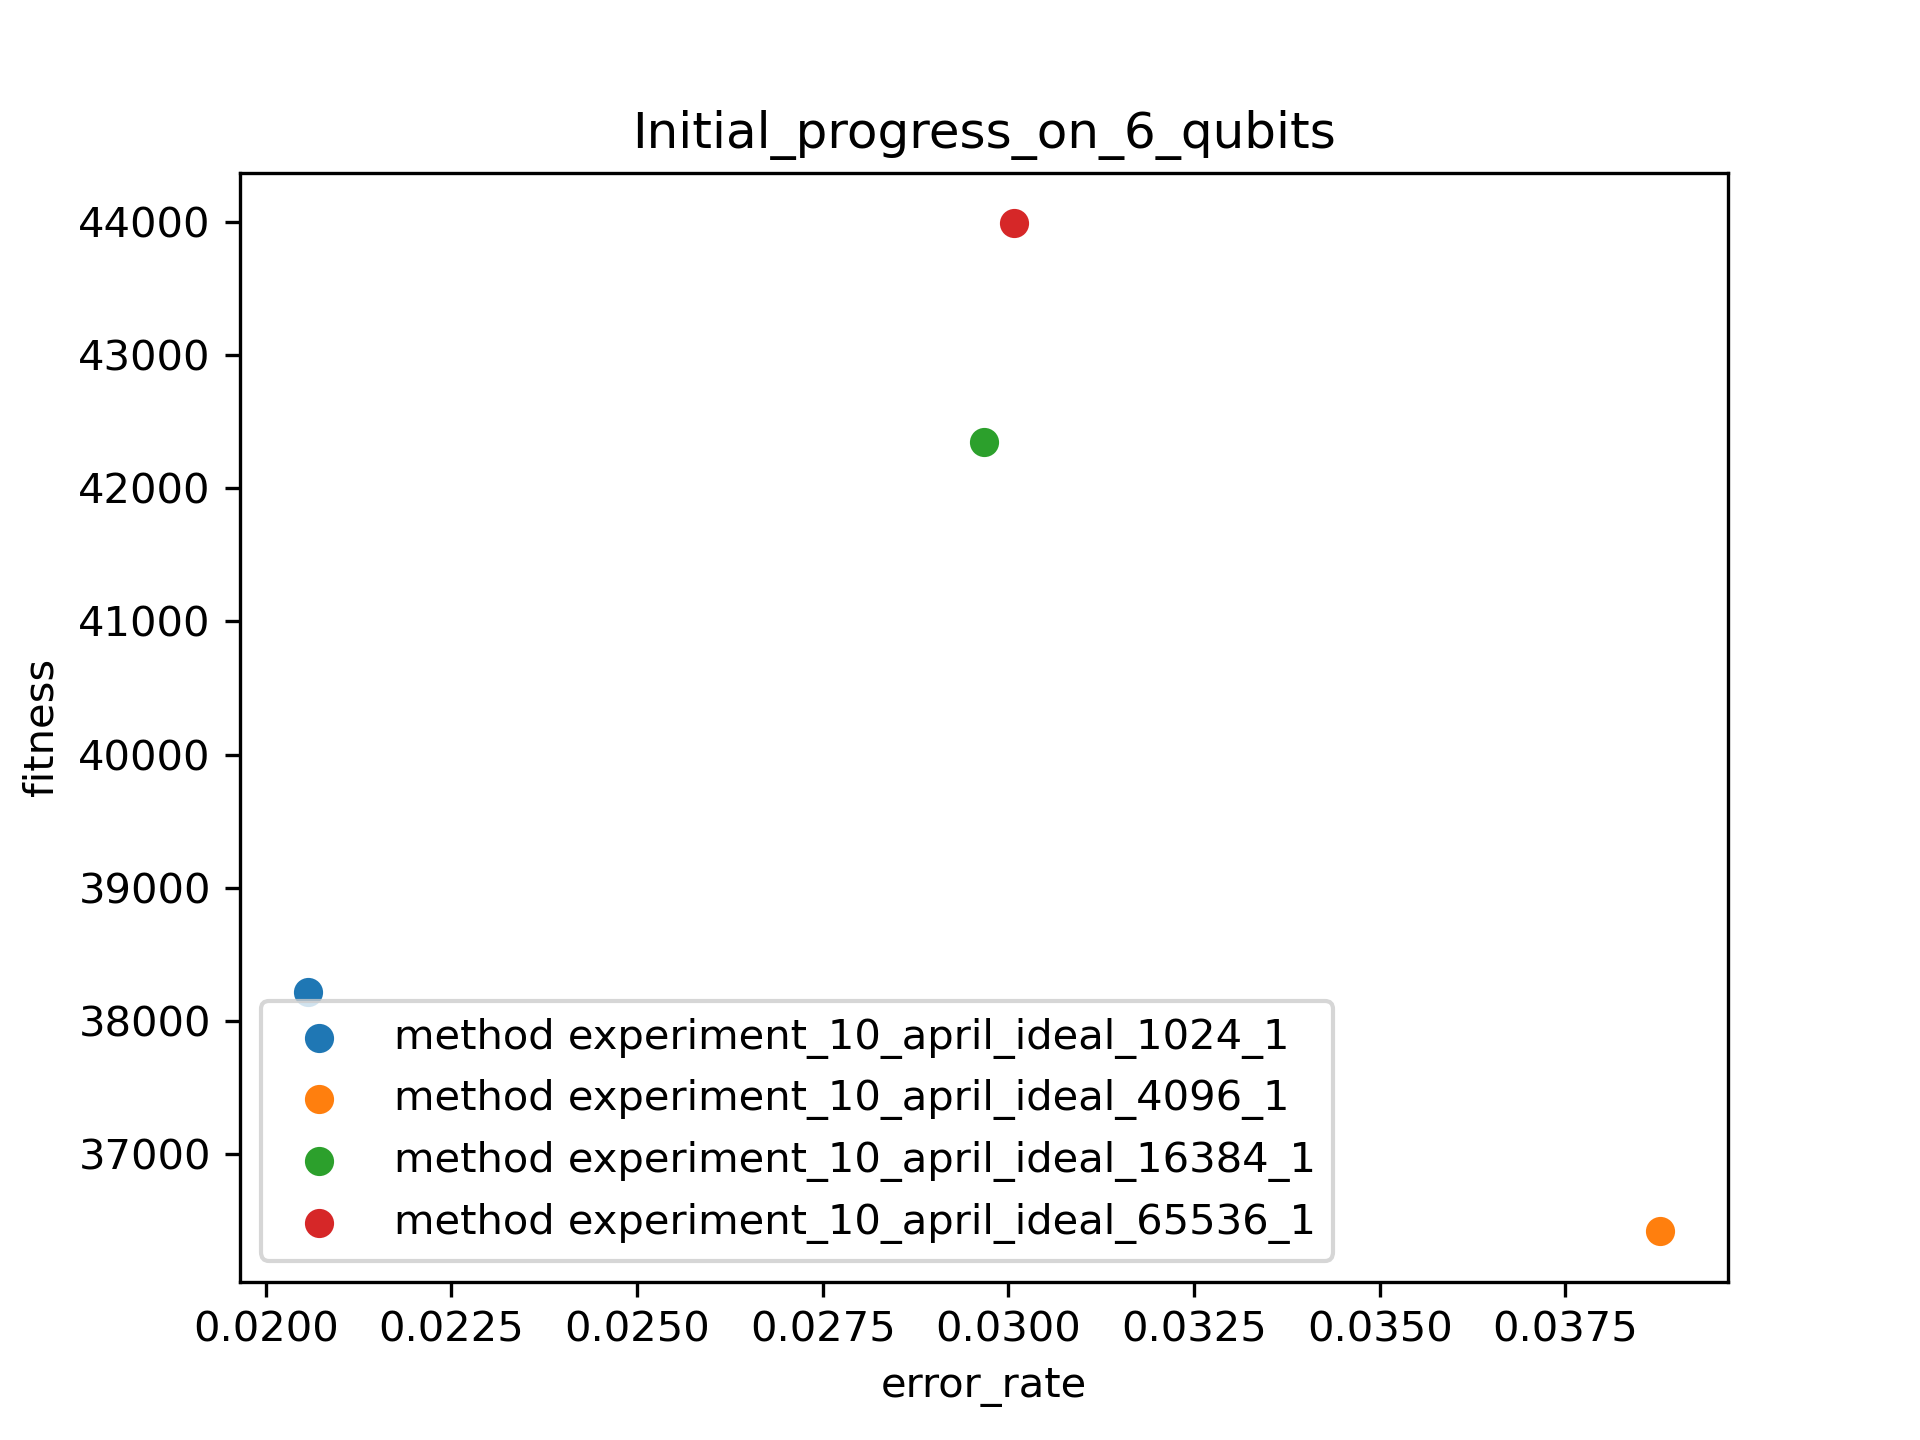 Initial_progress_on_6_qubits
44000
43000
42000
41000
40000
39000
38000
37000
fitness
method experiment_10_april_ideal_1024_1
method experiment_10_april_ideal_4096_1
method experiment_10_april_ideal_16384_1
method experiment_10_april_ideal_65536_1
0.0200 0.0225 0.0250 0.0275 0.0300 0.0325 0.0350 0.0375
error_rate